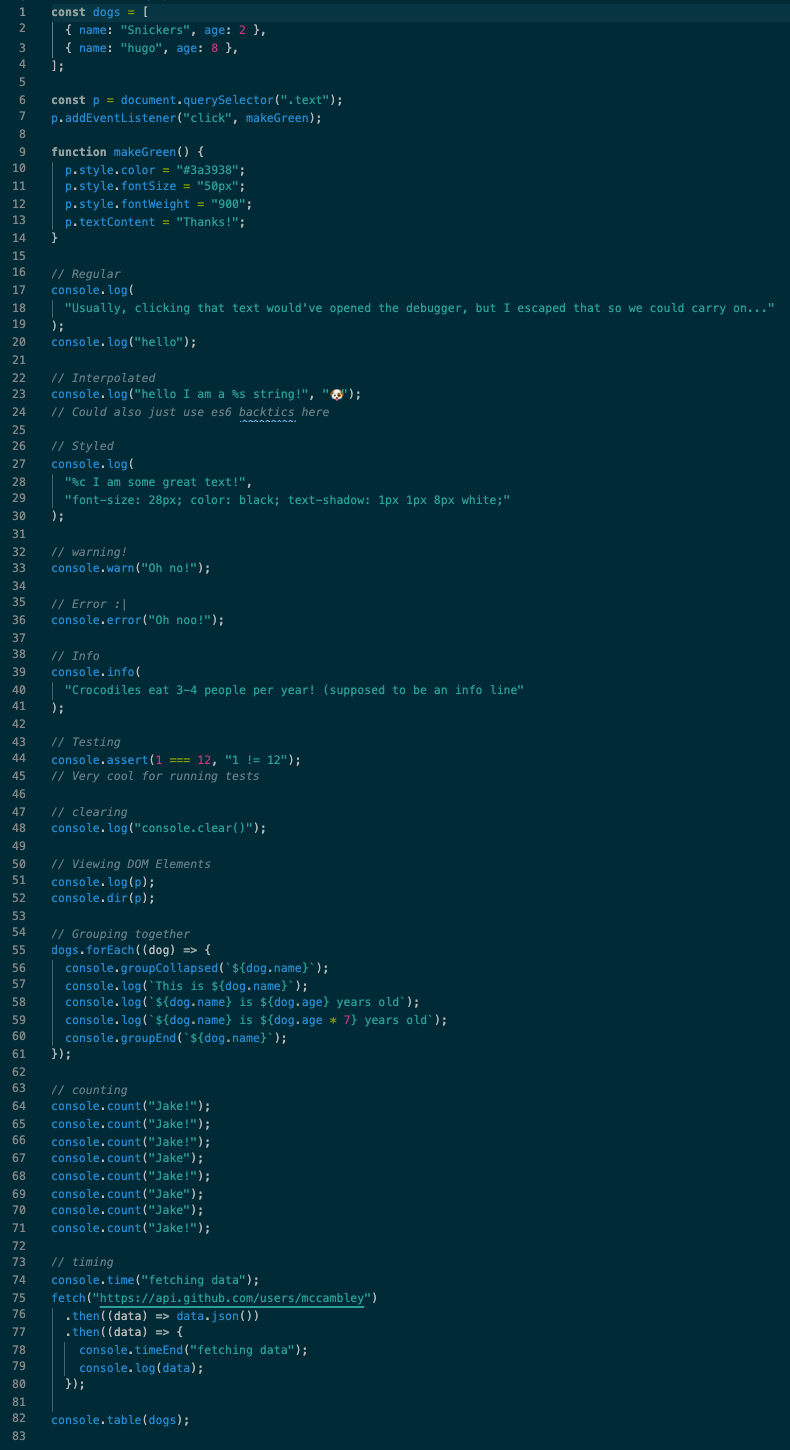 1 const dogs = [
2   { name: "Snickers", age: 2 },
3   { name: "hugo", age: 8 },
4 ];
5
6 const p = document.querySelector(".text");
7 p.addEventListener("click", makeGreen);
8
9 function makeGreen() {
10   p.style.color = "#3a3938";
11   p.style.fontSize = "50px";
12   p.style.fontWeight = "900";
13   p.textContent = "Thanks!";
14 }
15
16 // Regular
17 console.log(
18   "Usually, clicking that text would've opened the debugger, but I escaped that so we could carry on..."
19 );
20 console.log("hello");
21
22 // Interpolated
23 console.log("hello I am a %s string!", "🐶");
24 // Could also just use es6 backtics here
25
26 // Styled
27 console.log(
28   "%c I am some great text!",
29   "font-size: 28px; color: black; text-shadow: 1px 1px 8px white;"
30 );
31
32 // warning!
33 console.warn("Oh no!");
34
35 // Error :|
36 console.error("Oh noo!");
37
38 // Info
39 console.info(
40   "Crocodiles eat 3-4 people per year! (supposed to be an info line"
41 );
42
43 // Testing
44 console.assert(1 === 12, "1 != 12");
45 // Very cool for running tests
46
47 // clearing
48 console.log("console.clear()");
49
50 // Viewing DOM Elements
51 console.log(p);
52 console.dir(p);
53
54 // Grouping together
55 dogs.forEach((dog) => {
56   console.groupCollapsed(`${dog.name}`);
57   console.log(`This is ${dog.name}`);
58   console.log(`${dog.name} is ${dog.age} years old`);
59   console.log(`${dog.name} is ${dog.age * 7} years old`);
60   console.groupEnd(`${dog.name}`);
61 });
62
63 // counting
64 console.count("Jake!");
65 console.count("Jake!");
66 console.count("Jake!");
67 console.count("Jake");
68 console.count("Jake!");
69 console.count("Jake");
70 console.count("Jake");
71 console.count("Jake!");
72
73 // timing
74 console.time("fetching data");
75 fetch("https://api.github.com/users/mccambley")
76   .then((data) => data.json())
77   .then((data) => {
78     console.timeEnd("fetching data");
79     console.log(data);
80   });
81
82 console.table(dogs);
83